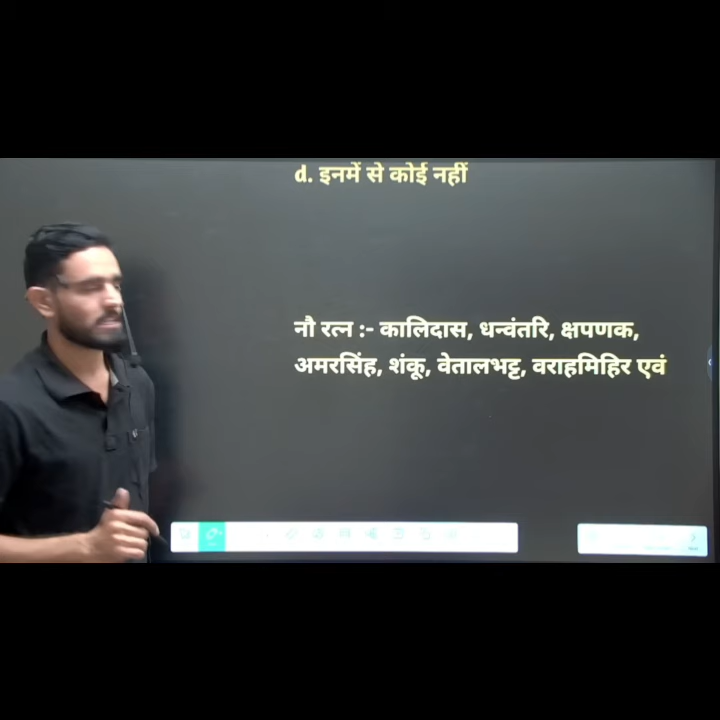 d. इनमें से कोई नहीं
नौ रत्न :- कालिदास, धन्वंतरि, क्षपणक,
अमरसिंह, शंकू, वेतालभट्ट, वराहमिहिर एवं